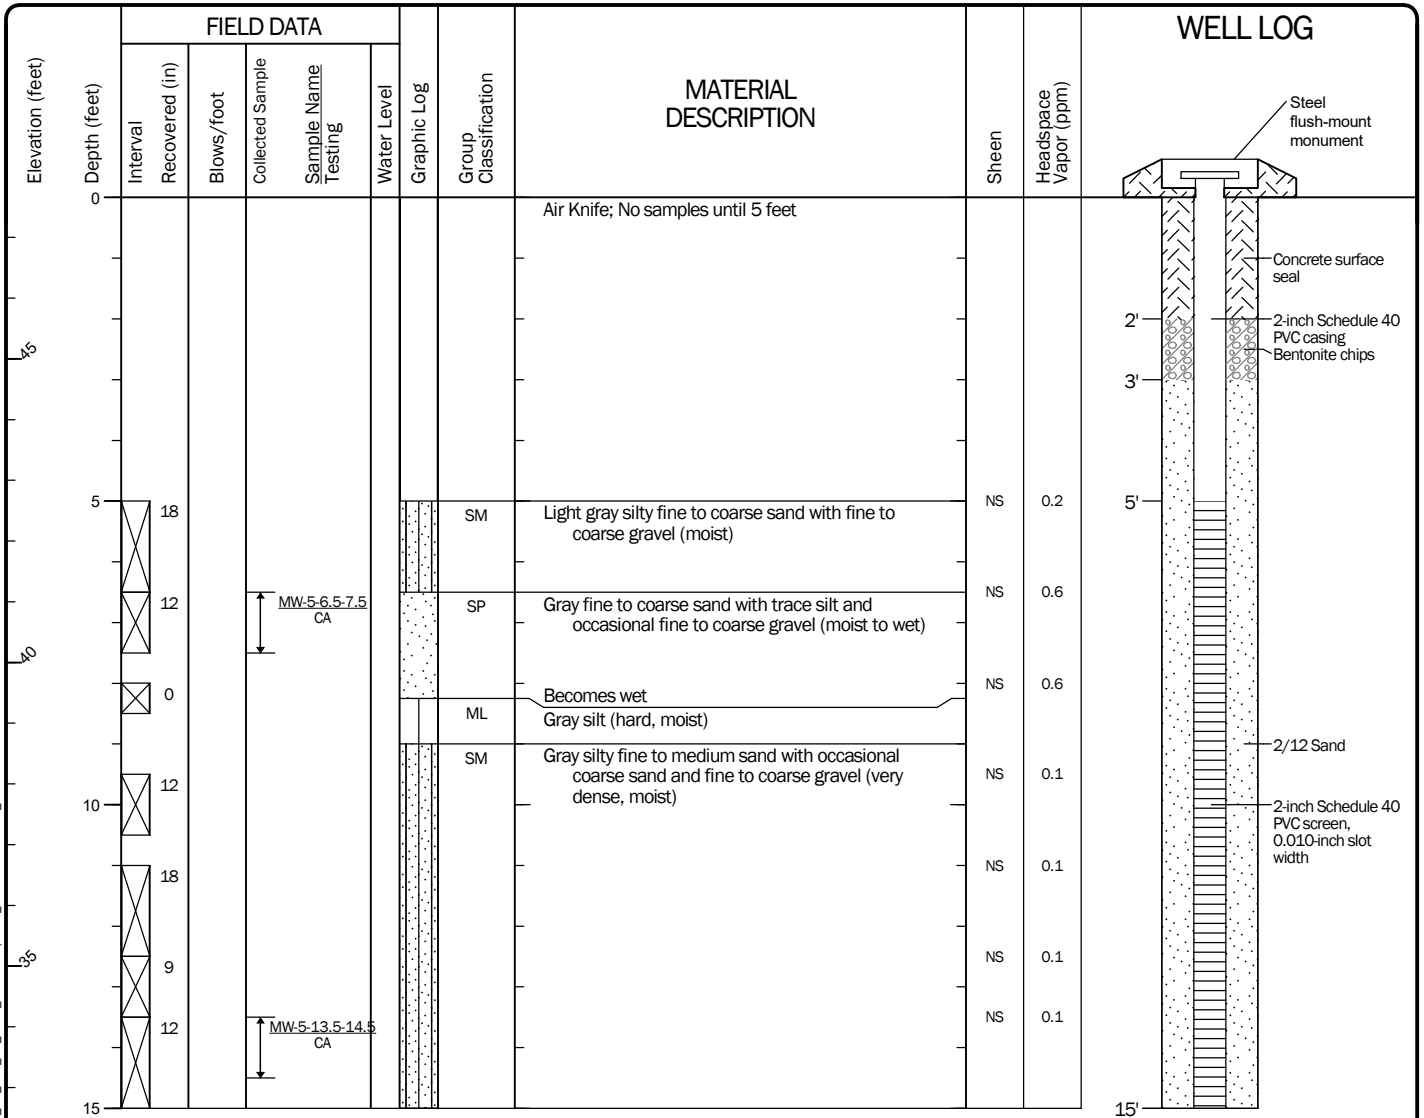 FIELD DATA
WELL LOG
Elevation (feet)
Depth (feet)
Interval
Recovered (in)
Blows/foot
Collected Sample
Sample Name
Testing
Water Level
Graphic Log
Group
Classification
MATERIAL
DESCRIPTION
Sheen
Headspace
Vapor (ppm)
Steel
flush-mount
monument
0
Air Knife; No samples until 5 feet
Concrete surface
seal
2'
2-inch Schedule 40
PVC casing
45
Bentonite chips
3'
5
18
SM
Light gray silty fine to coarse sand with fine to
coarse gravel (moist)
NS
0.2
5'
12
MW-5-6.5-7.5
CA
SP
Gray fine to coarse sand with trace silt and
occasional fine to coarse gravel (moist to wet)
NS
0.6
40
0
Becomes wet
NS
0.6
ML
Gray silt (hard, moist)
SM
Gray silty fine to medium sand with occasional
coarse sand and fine to coarse gravel (very
dense, moist)
2/12 Sand
12
NS
0.1
10
2-inch Schedule 40
PVC screen,
0.010-inch slot
width
18
NS
0.1
35
9
NS
0.1
12
MW-5-13.5-14.5
CA
NS
0.1
15
15'